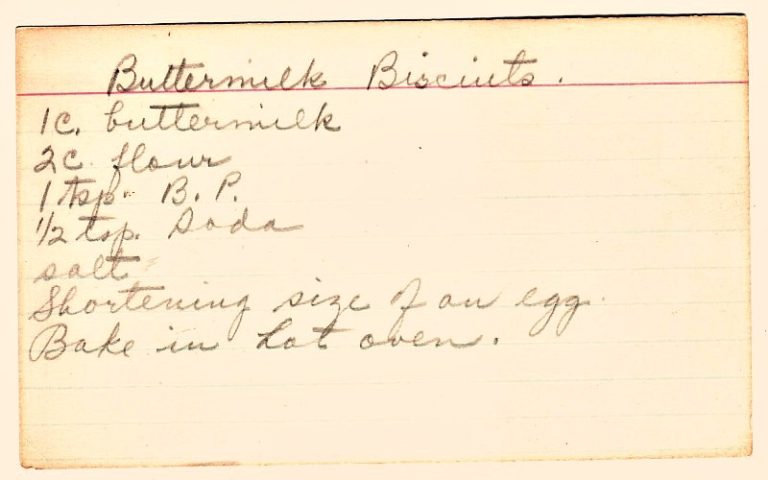 Buttermilk Bisciuts.
1c. buttermilk
2c. flour
1 tsp. B. P.
1/2 tsp. Soda
salt
Shortening size of an egg.
Bake in hot oven.